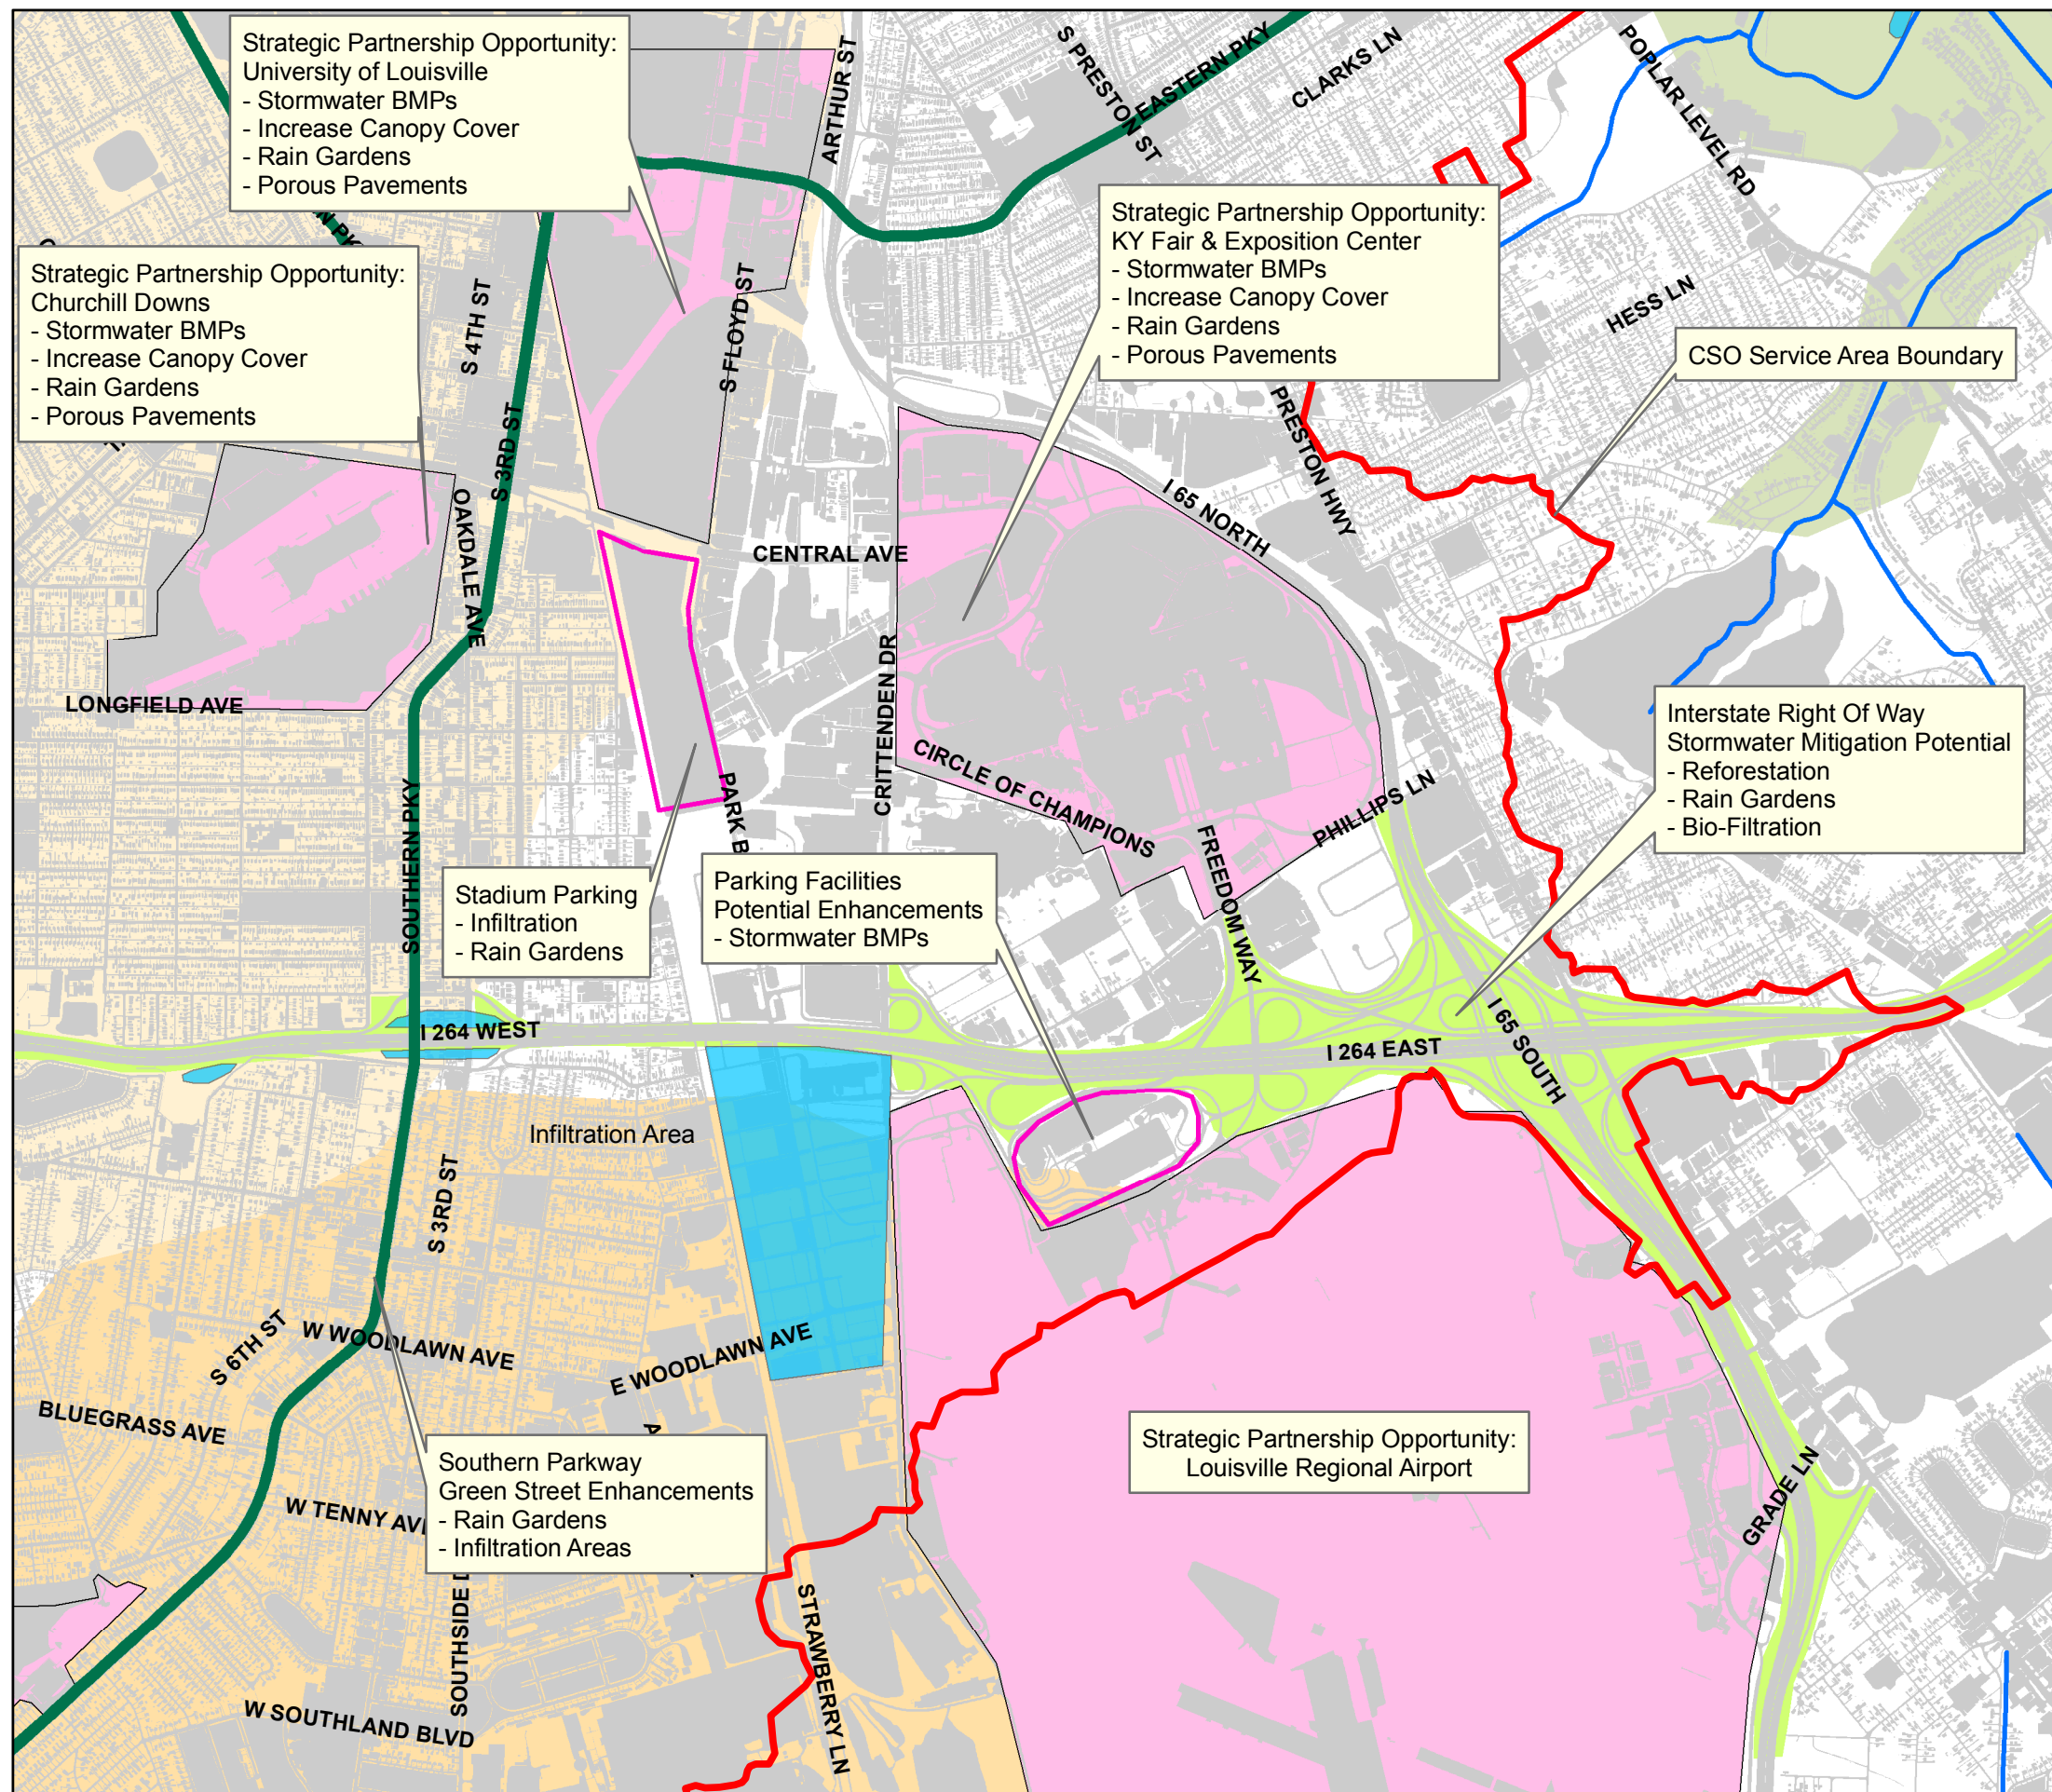 Strategic Partnership Opportunity:
University of Louisville
- Stormwater BMPs
- Increase Canopy Cover
- Rain Gardens
- Porous Pavements
ARTHUR ST
S PRESTON ST
EASTERN PKY
CLARKS LN
POPLAR LEVEL RD
Strategic Partnership Opportunity:
KY Fair & Exposition Center
- Stormwater BMPs
- Increase Canopy Cover
- Rain Gardens
- Porous Pavements
Strategic Partnership Opportunity:
Churchill Downs
- Stormwater BMPs
- Increase Canopy Cover
- Rain Gardens
- Porous Pavements
S 4TH ST
S FLOYD ST
HESS LN
CSO Service Area Boundary
S 3RD ST
OAKDALE AVE
PRESTON HWY
I 65 NORTH
CENTRAL AVE
CRITTENDEN DR
LONGFIELD AVE
Interstate Right Of Way
Stormwater Mitigation Potential
- Reforestation
- Rain Gardens
- Bio-Filtration
CIRCLE OF CHAMPIONS
PARK B
PHILLIPS LN
FREEDOM WAY
SOUTHERN PKY
Stadium Parking
- Infiltration
- Rain Gardens
Parking Facilities
Potential Enhancements
- Stormwater BMPs
I 264 WEST
I 264 EAST
I 65 SOUTH
Infiltration Area
S 3RD ST
S 6TH ST
W WOODLAWN AVE
E WOODLAWN AVE
BLUEGRASS AVE
Southern Parkway
Green Street Enhancements
- Rain Gardens
- Infiltration Areas
Strategic Partnership Opportunity:
Louisville Regional Airport
W TENNY AVE
GRADE LN
SOUTHSIDE D
STRAWBERRY LN
W SOUTHLAND BLVD